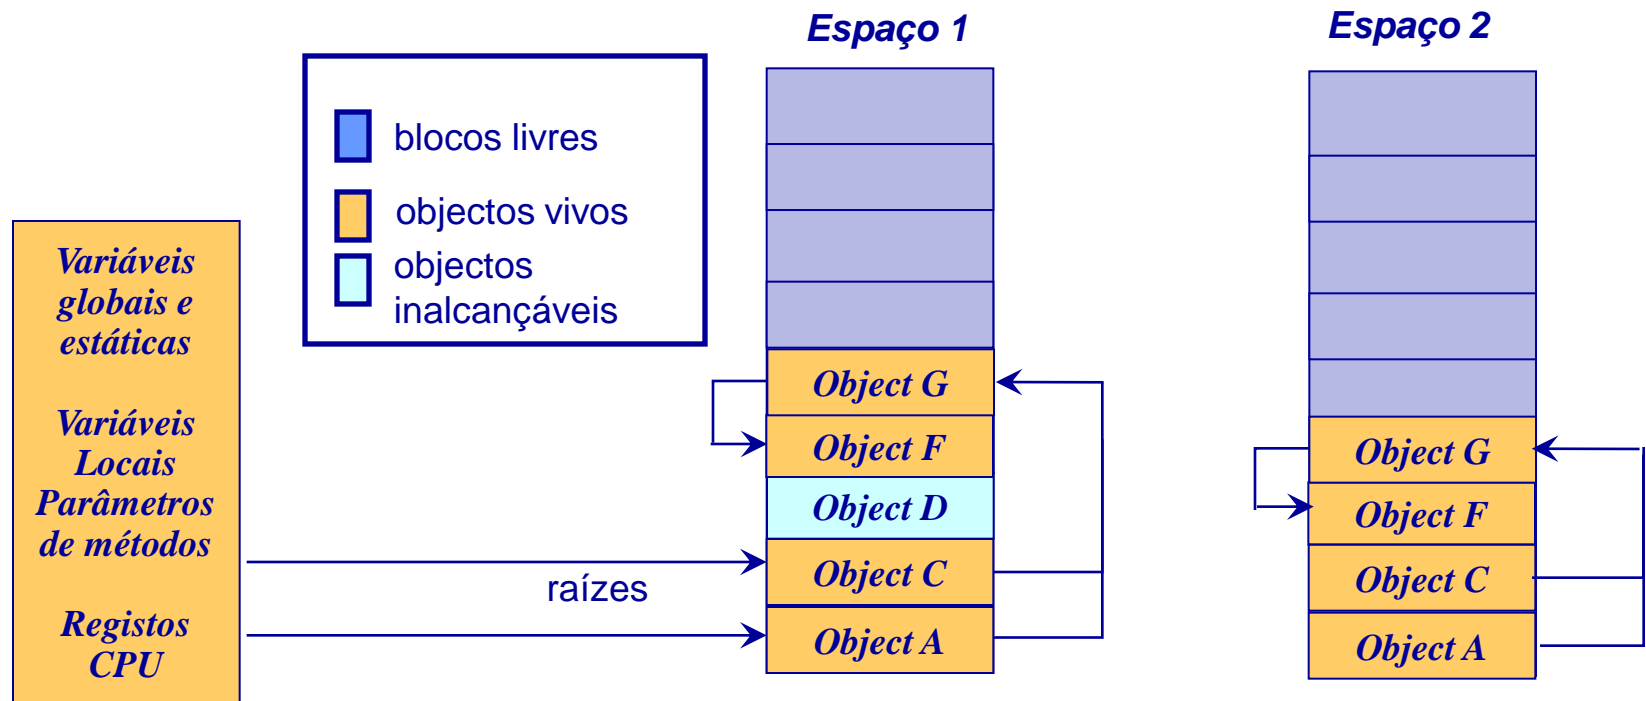 Espaço 1
Espaço 2
blocos livres
objectos vivos
objectos
inalcançáveis
Variáveis
globais e
estáticas
Variáveis
Locais
Parâmetros
de métodos
Registos
CPU
raízes
Object G
Object F
Object D
Object C
Object A
Object G
Object F
Object C
Object A